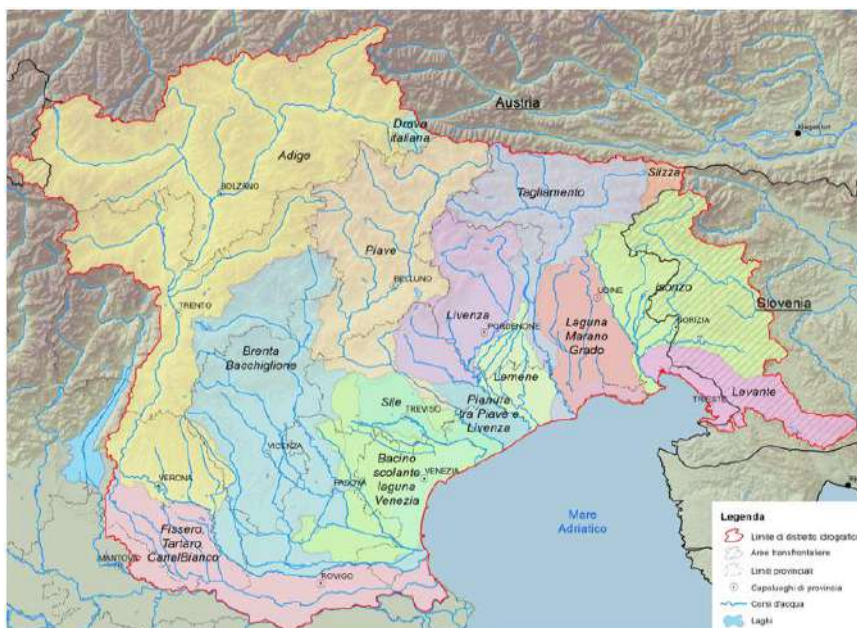 Austria
Klagenfurt
Drava
italiana
Adige
Slizza
Tagliamento
BOLZANO
Piave
BELLUNO
UDINE
Isonzo
Slovenia
TRENTO
Livenza
PORDENONE
Laguna
Marano
Grado
GORIZIA
Brenta
Bacchiglione
Lemene
Levante
Sile
TREVISO
Pianura
tra Piave e
Livenza
TRIESTE
VICENZA
Bacino
scolante
laguna
Venezia
VERONA
PADOVA
VENEZIA
Mare
Adriatico
Fissero
Tartaro
CanalBianco
MANTOVA
ROVIGO
Legenda
Limite di distretto idrografico
Aree transfrontaliere
Limiti provinciali
Capoluoghi di provincia
Corsi d'acqua
Laghi